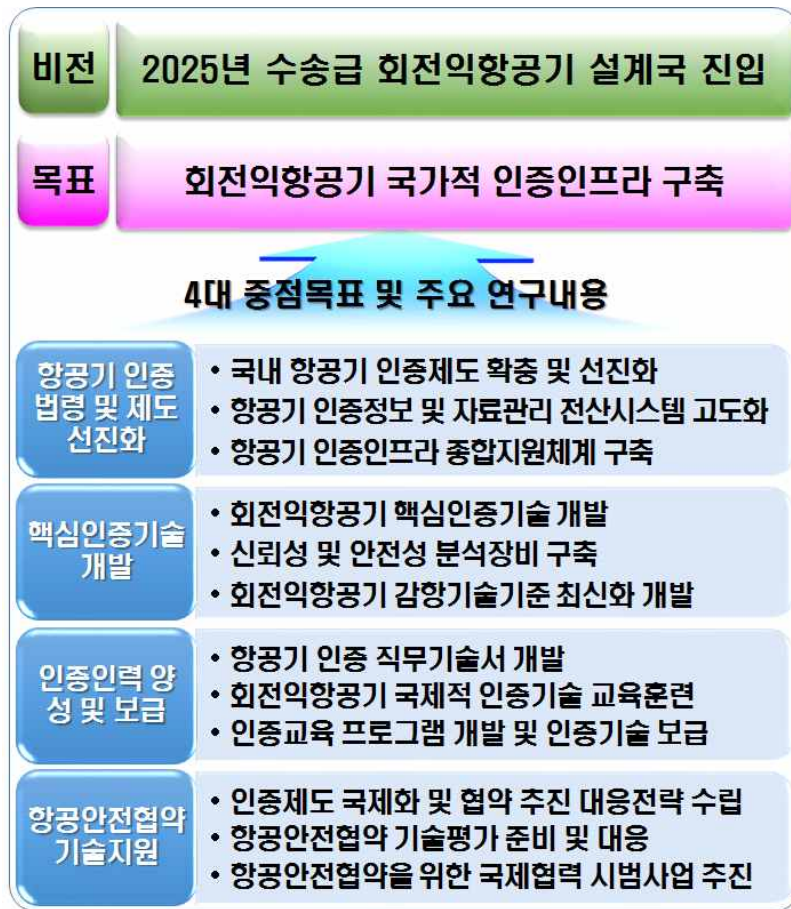 비전
2025년 수송급 회전익항공기 설계국 진입
목표
회전익항공기 국가적 인증인프라 구축
4대 중점목표 및 주요 연구내용
항공기 인증
법령 및 제도
선진화
• 국내 항공기 인증제도 확충 및 선진화
• 항공기 인증정보 및 자료관리 전산시스템 고도화
• 항공기 인증인프라 종합지원체계 구축
핵심인증기술
개발
• 회전익항공기 핵심인증기술 개발
• 신뢰성 및 안전성 분석장비 구축
• 회전익항공기 감항기술기준 최신화 개발
인증인력 양
성 및 보급
• 항공기 인증 직무기술서 개발
• 회전익항공기 국제적 인증기술 교육훈련
• 인증교육 프로그램 개발 및 인증기술 보급
항공안전협약
기술지원
• 인증제도 국제화 및 협약 추진 대응전략 수립
• 항공안전협약 기술평가 준비 및 대응
• 항공안전협약을 위한 국제협력 시범사업 추진